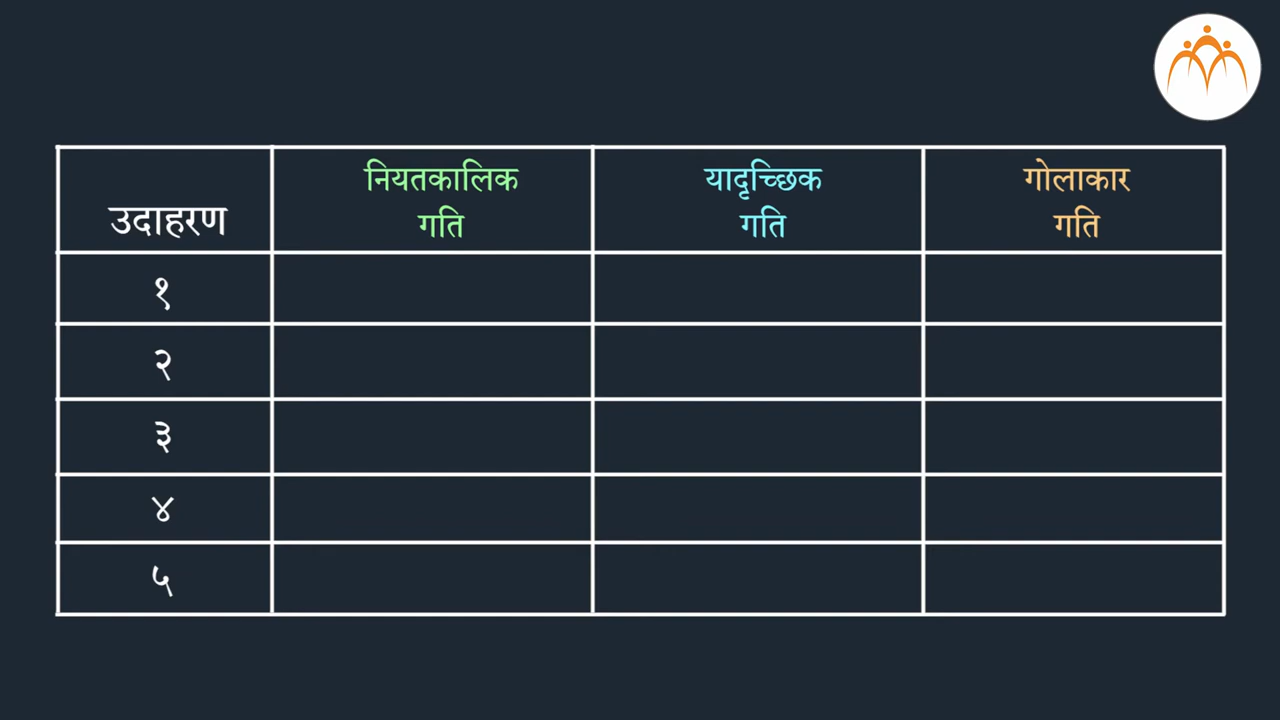 उदाहरण
नियतकालिक
गति
यादृच्छिक
गति
गोलाकार
गति
१
२
३
४
५